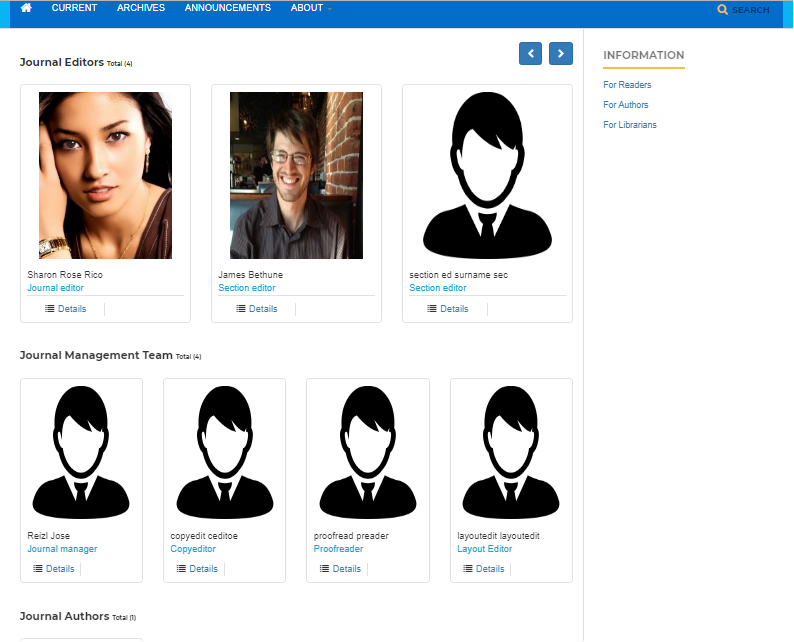 CURRENT ARCHIVES ANNOUNCEMENTS ABOUT SEARCH
Journal Editors Total (4)
Sharon Rose Rico
Journal editor
Details
James Bethune
Section editor
Details
section ed surname sec
Section editor
Details
Journal Management Team Total (4)
Reizl Jose
Journal manager
Details
copyedit ceditoe
Copyeditor
Details
proofread preader
Proofreader
Details
layoutedit layoutedit
Layout Editor
Details
Journal Authors Total (1)
INFORMATION
For Readers
For Authors
For Librarians